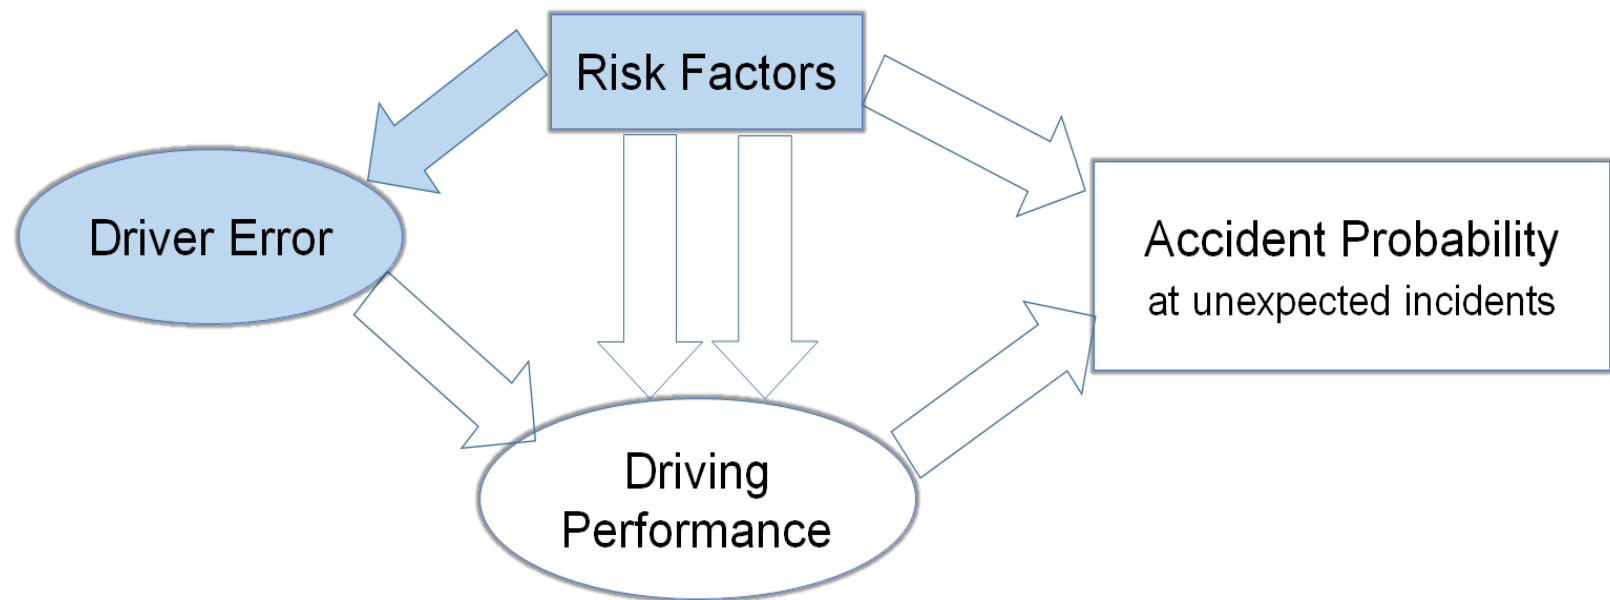 Risk Factors
Driver Error
Accident Probability
at unexpected incidents
Driving
Performance